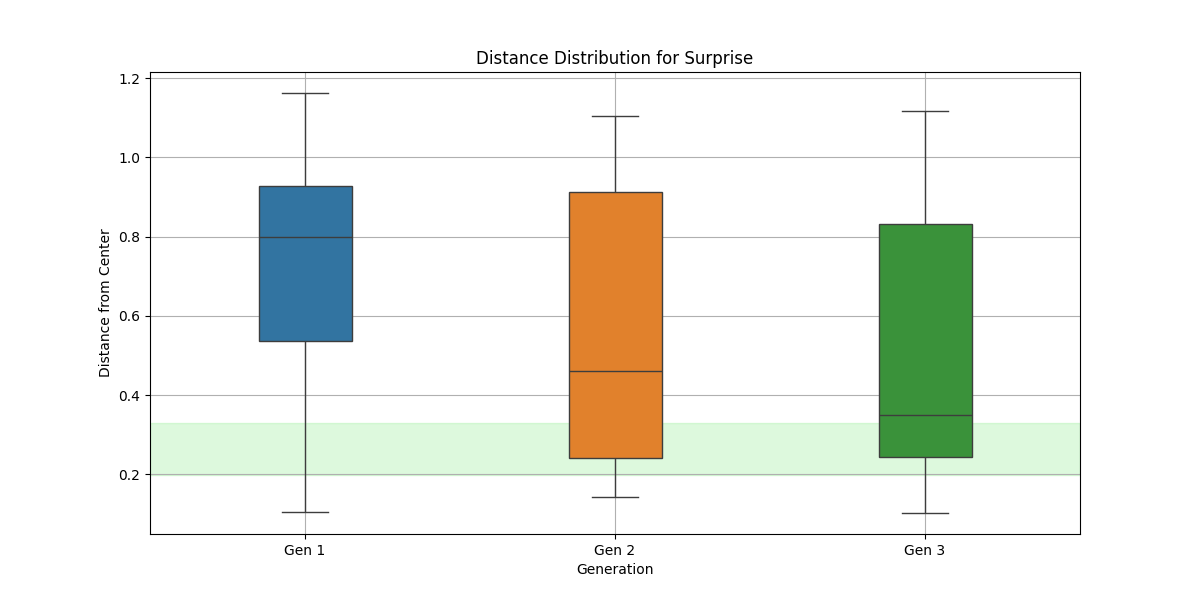 Distance Distribution for Surprise
1.2
1.0
0.8
0.6
0.4
0.2
Distance from Center
Gen 1 Gen 2 Gen 3
Generation